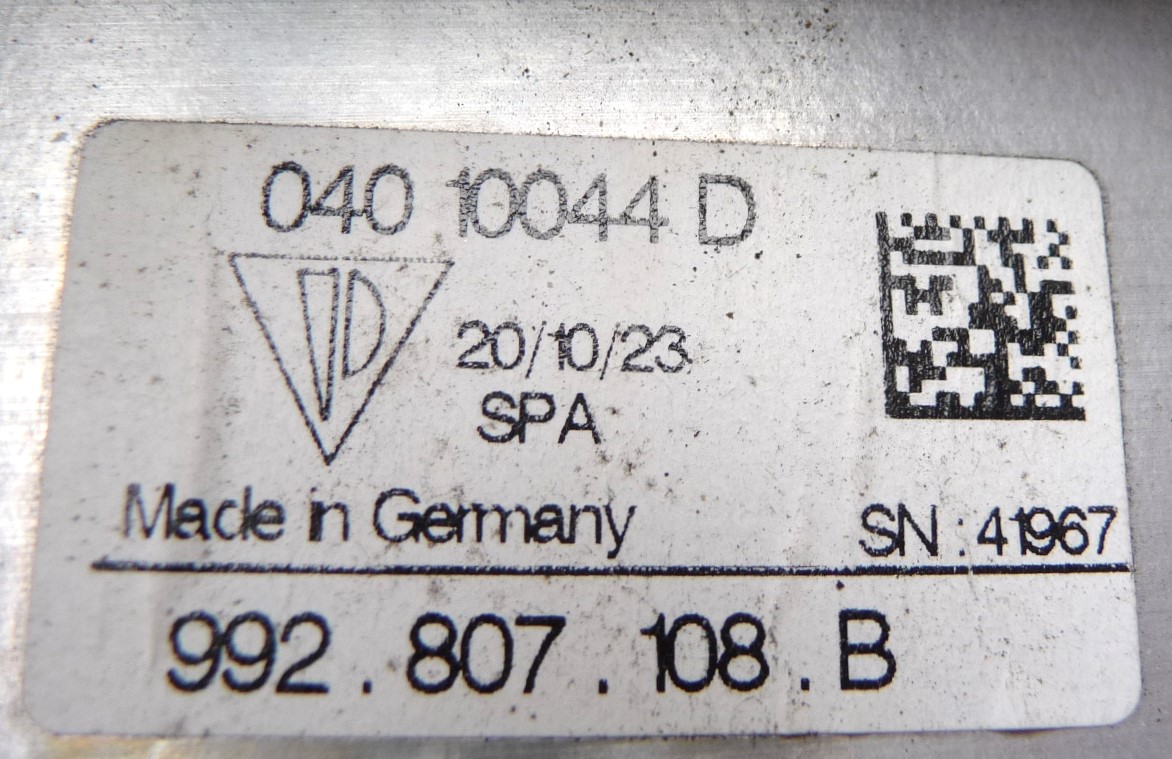 040 10044 D
20/10/23
SPA
Made in Germany
SN : 41967
992 . 807 . 108 . B